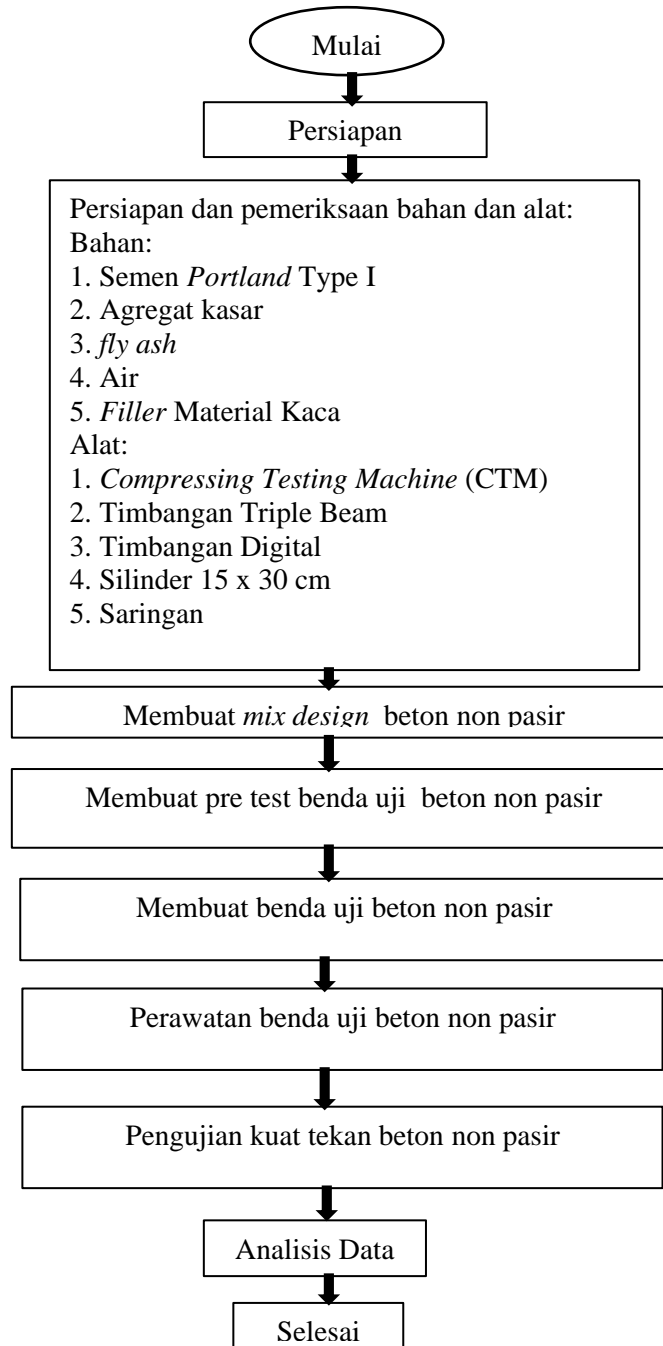 Mulai
Persiapan
Persiapan dan pemeriksaan bahan dan alat:
Bahan:
1. Semen Portland Type I
2. Agregat kasar
3. fly ash
4. Air
5. Filler Material Kaca
Alat:
1. Compressing Testing Machine (CTM)
2. Timbangan Triple Beam
3. Timbangan Digital
4. Silinder 15 x 30 cm
5. Saringan
Membuat mix design beton non pasir
Membuat pre test benda uji beton non pasir
Membuat benda uji beton non pasir
Perawatan benda uji beton non pasir
Pengujian kuat tekan beton non pasir
Analisis Data
Selesai